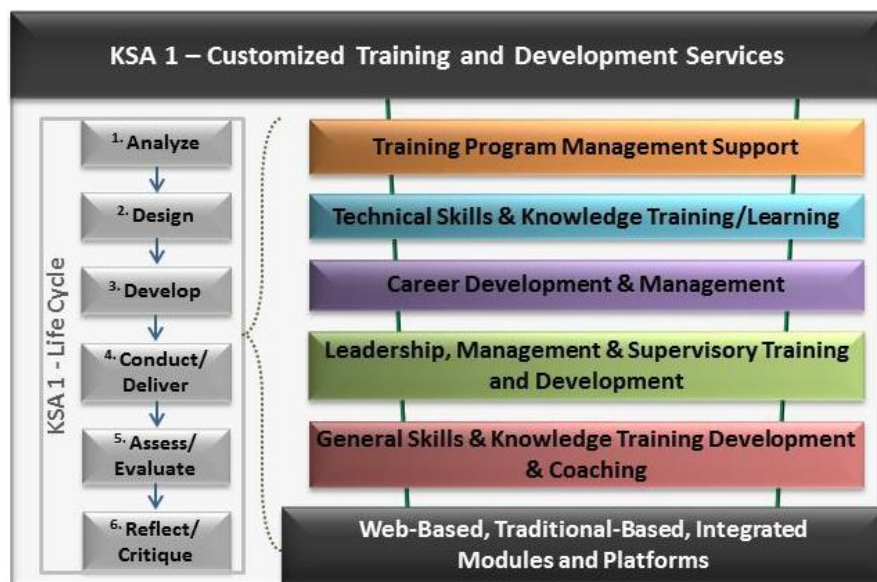 KSA 1 – Customized Training and Development Services
KSA 1 - Life Cycle
1. Analyze
2. Design
3. Develop
4. Conduct/
Deliver
5. Assess/
Evaluate
6. Reflect/
Critique
Training Program Management Support
Technical Skills & Knowledge Training/Learning
Career Development & Management
Leadership, Management & Supervisory Training
and Development
General Skills & Knowledge Training Development
& Coaching
Web-Based, Traditional-Based, Integrated
Modules and Platforms